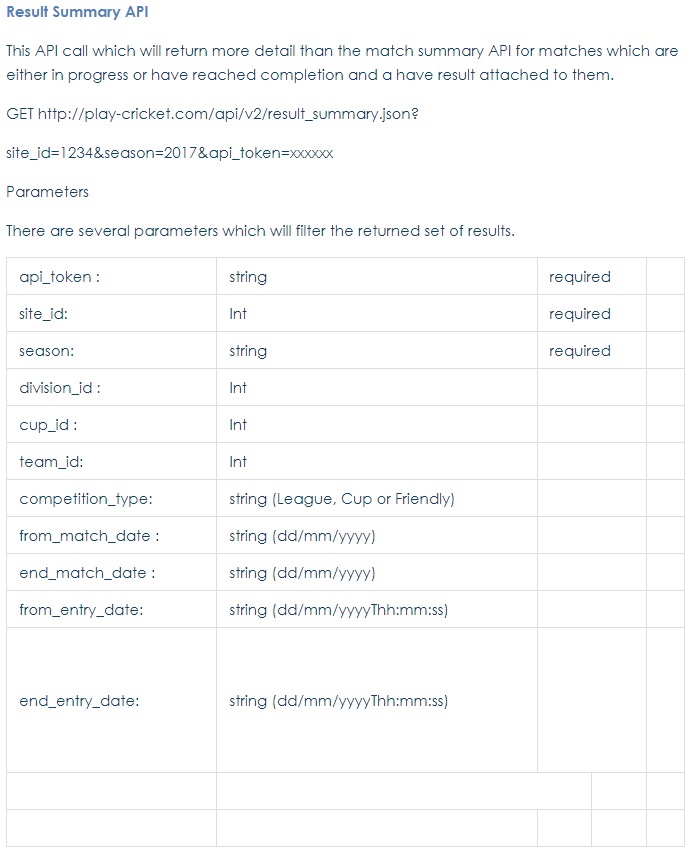 Result Summary API
This API call which will return more detail than the match summary API for matches which are
either in progress or have reached completion and a have result attached to them.
GET http://play-cricket.com/api/v2/result_summary.json?
site_id=1234&season=2017&api_token=xxxxxx
Parameters
There are several parameters which will filter the returned set of results.
api_token : string required
site_id: Int required
season: string required
division_id : Int
cup_id : Int
team_id: Int
competition_type: string (League, Cup or Friendly)
from_match_date : string (dd/mm/yyyy)
end_match_date : string (dd/mm/yyyy)
from_entry_date: string (dd/mm/yyyyThh:mm:ss)
end_entry_date: string (dd/mm/yyyyThh:mm:ss)